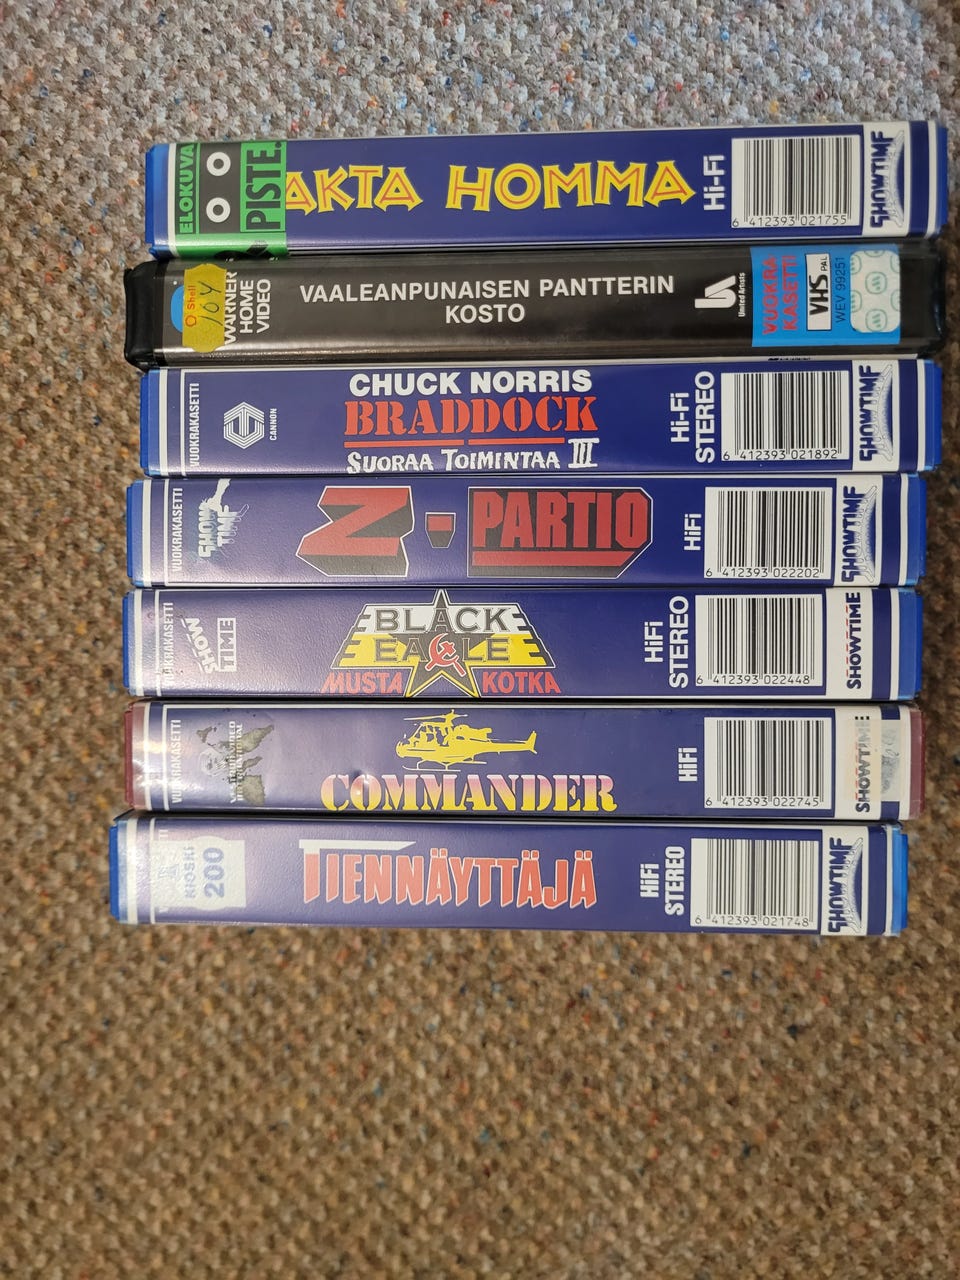 ELOKUVA
PISTE.
AKTA HOMMA
Hi-Fi
6 412393 021755
SHOWTIME
Shell
104
WARNER
HOME
VIDEO
VAALEANPUNAISEN PANTTERIN
KOSTO
United Artists
VUOKRA
KASETTI
VHS PAL
WEV 99251
VUOKRAKASETTI
CANNON
CHUCK NORRIS
BRADDOCK
SUORAA TOIMINTAA III
Hi-Fi
STEREO
6 412393 021892
SHOWTIME
VUOKRAKASETTI
SHOW
TIME
Z-PARTIO
HiFi
6 412393 022202
SHOWTIME
VUOKRAKASETTI
SHOW
TIME
BLACK
EAGLE
MUSTA KOTKA
HiFi
STEREO
6 412393 022448
SHOWTIME
VUOKRAKASETTI
COMMANDER
HiFi
6 412393 022745
SHOWTIME
KIOSKI
200
TIENNÄYTTÄJÄ
HiFi
STEREO
6 412393 021748
SHOWTIME